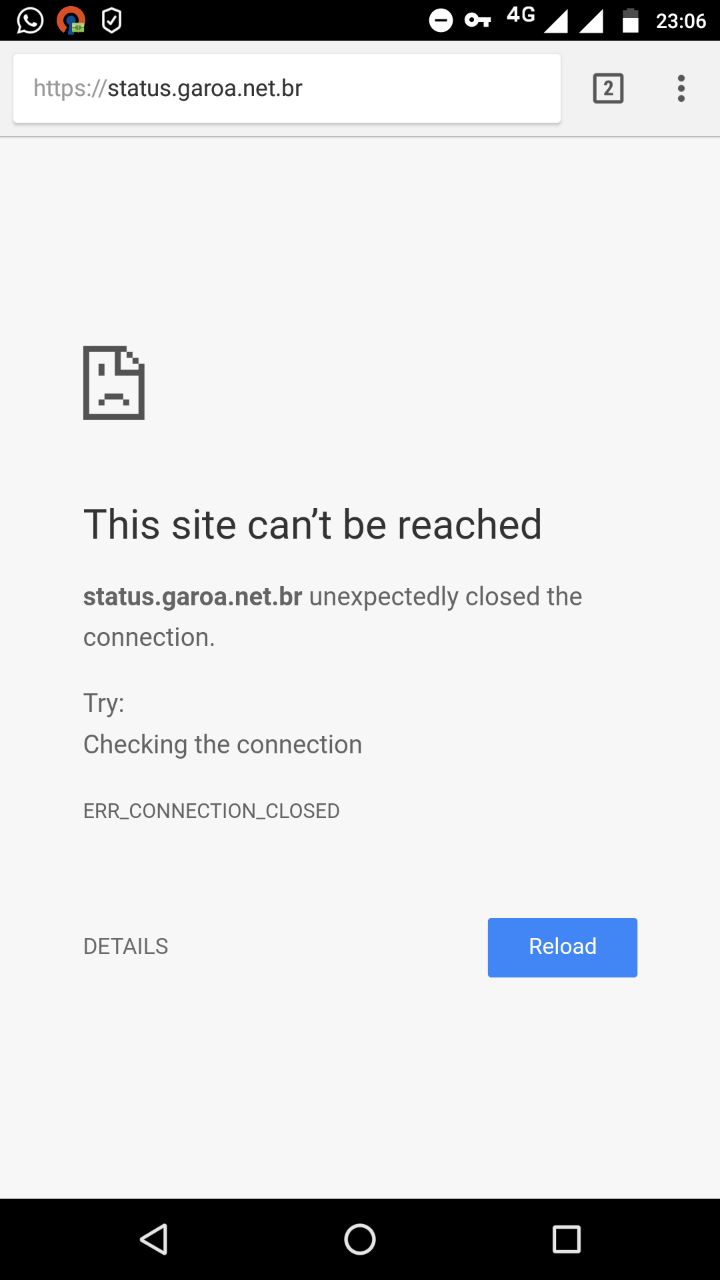 4G 23:06
https://status.garoa.net.br 2
This site can’t be reached
status.garoa.net.br unexpectedly closed the
connection.
Try:
Checking the connection
ERR_CONNECTION_CLOSED
DETAILS Reload